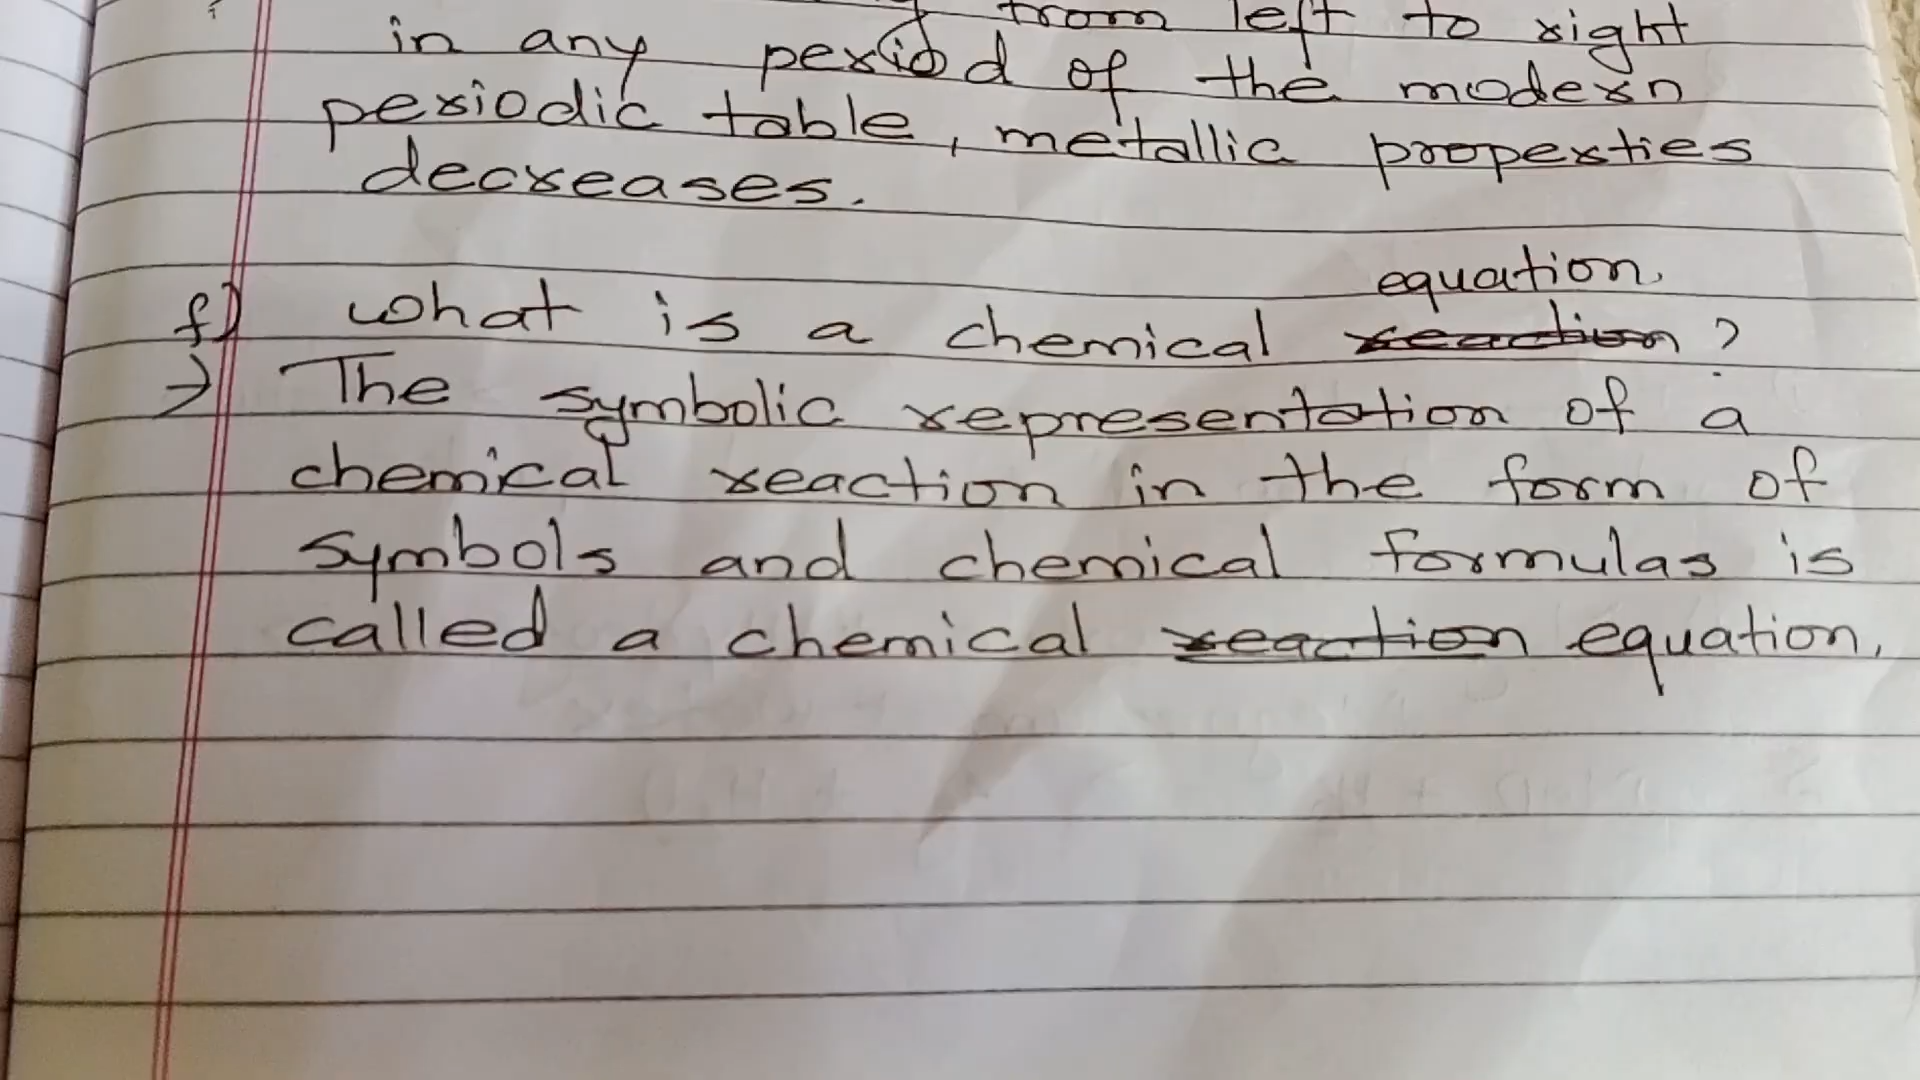 from left to right
in any period of the modern
periodic table, metallic properties
decreases.
equation.
f) What is a chemical reaction ?
→ The symbolic representation of a
chemical reaction in the form of
symbols and chemical formulas is
called a chemical reaction equation.